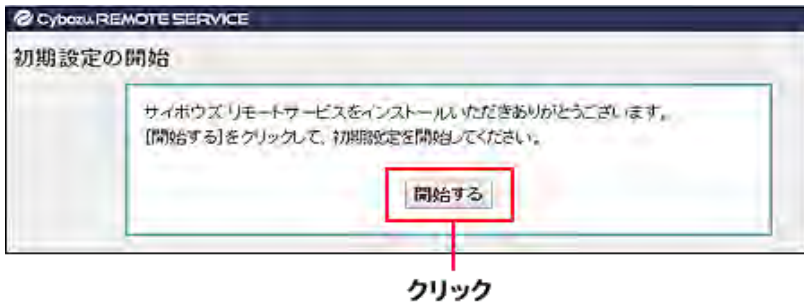 Cybozu REMOTE SERVICE
初期設定の開始
サイボウズ リモートサービスをインストールいただきありがとうございます。
[開始する]をクリックして、初期設定を開始してください。
開始する
クリック